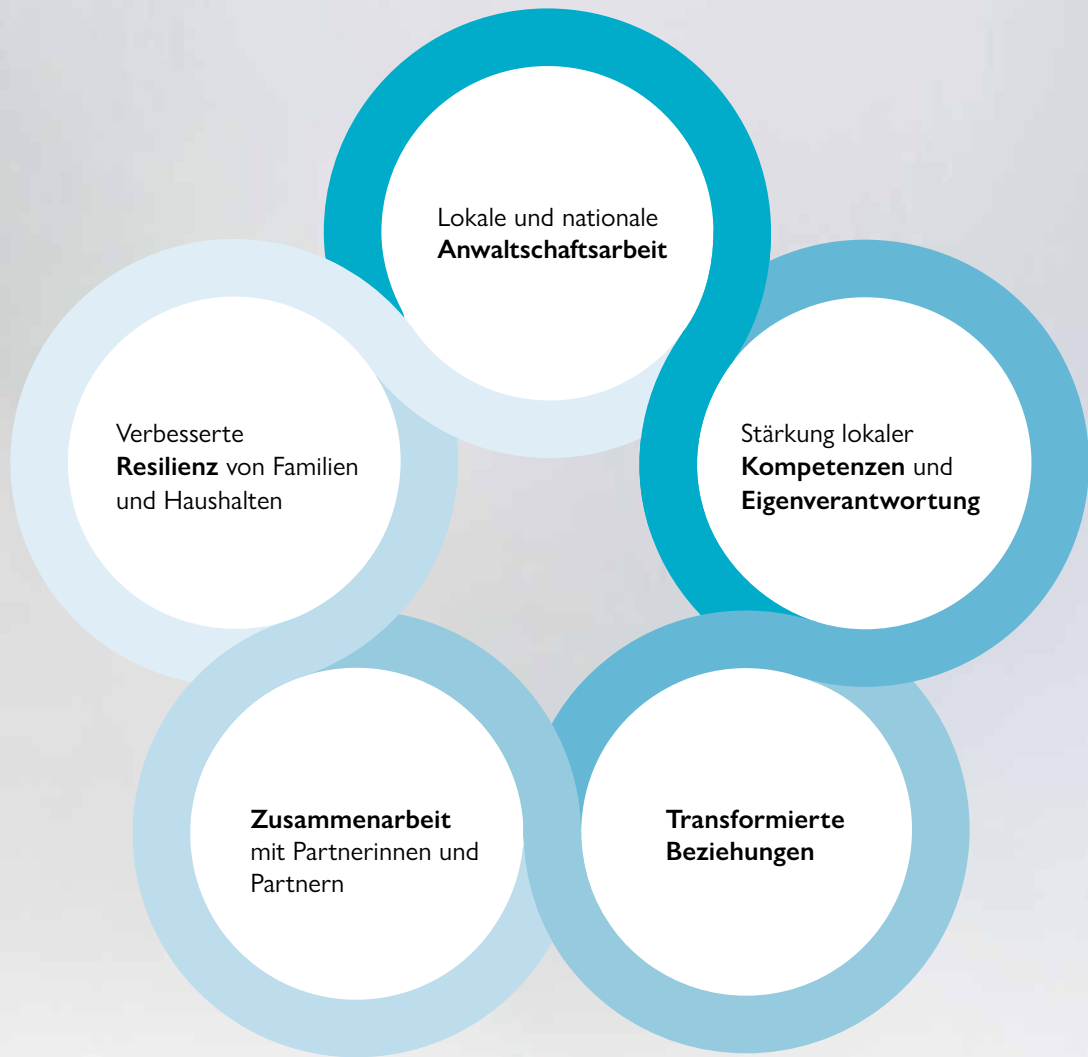 Lokale und nationale
Anwaltschaftsarbeit
Stärkung lokaler
Kompetenzen und
Eigenverantwortung
Transformierte
Beziehungen
Zusammenarbeit
mit Partnerinnen und
Partnern
Verbesserte
Resilienz von Familien
und Haushalten